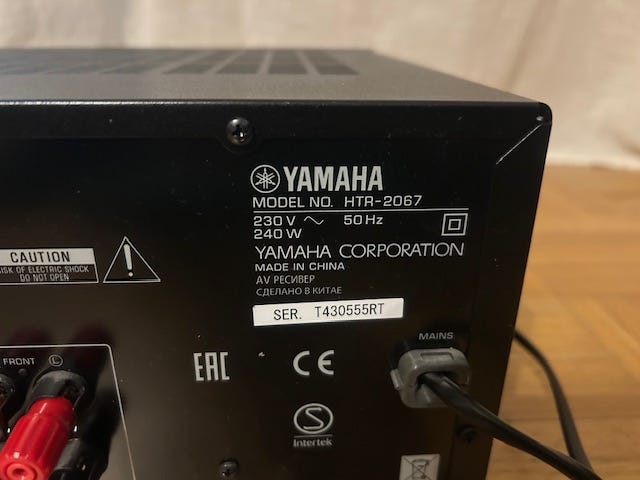 YAMAHA
MODEL NO. HTR-2067
230 V ~ 50 Hz
240 W
YAMAHA CORPORATION
MADE IN CHINA
AV РЕСИВЕР
СДЕЛАНО В КИТАЕ
SER. T430555RT
CAUTION
RISK OF ELECTRIC SHOCK
DO NOT OPEN
MAINS
FRONT L
EAC
CE
S
Intertek